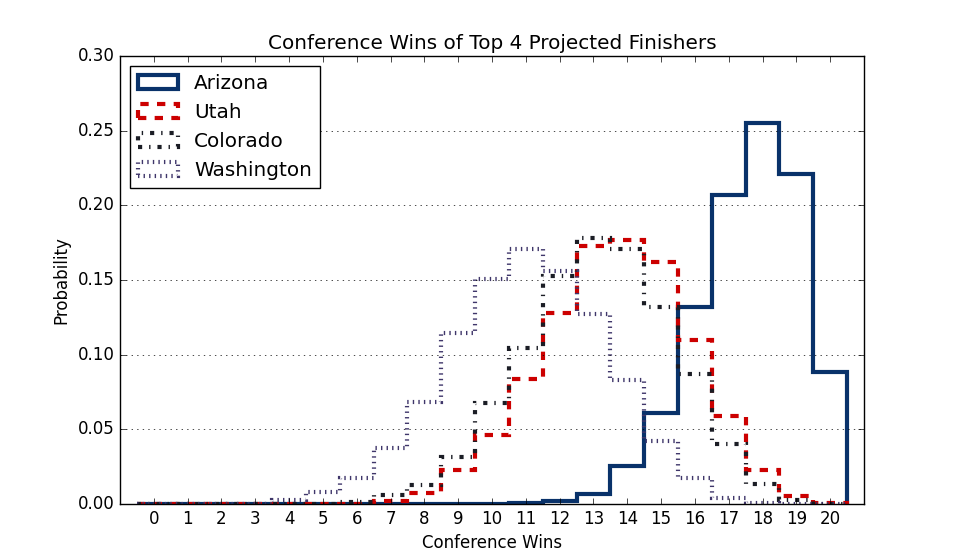 Conference Wins of Top 4 Projected Finishers
0.30
0.25
0.20
0.15
0.10
0.05
0.00
Probability
Arizona
Utah
Colorado
Washington
0 1 2 3 4 5 6 7 8 9 10 11 12 13 14 15 16 17 18 19 20
Conference Wins